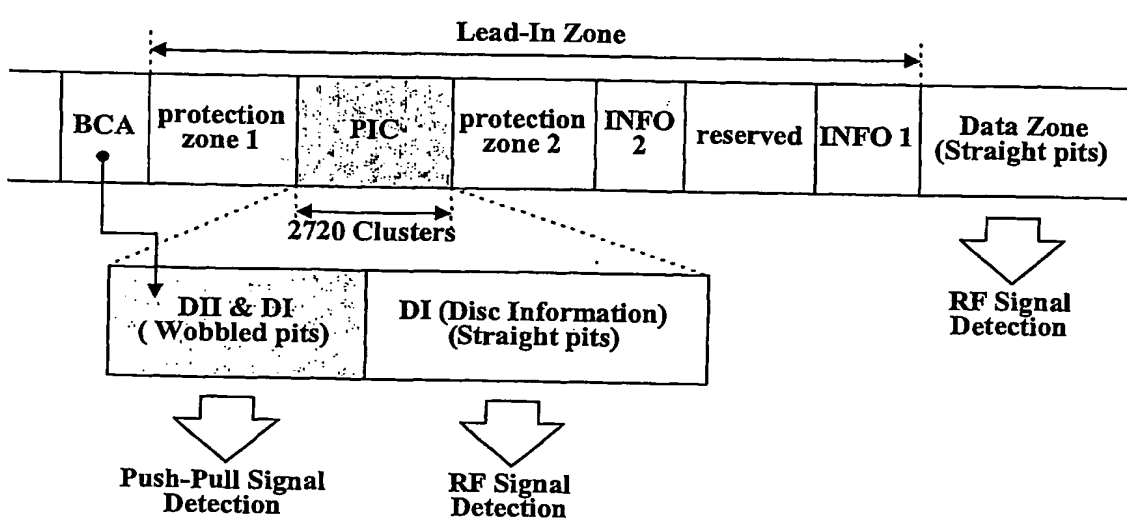 Lead-In Zone
BCA
protection
zone 1
PIC
protection
zone 2
INFO
2
reserved
INFO 1
Data Zone
(Straight pits)
2720 Clusters
DII & DI
( Wobbled pits)
DI (Disc Information)
(Straight pits)
RF Signal
Detection
Push-Pull Signal
Detection
RF Signal
Detection